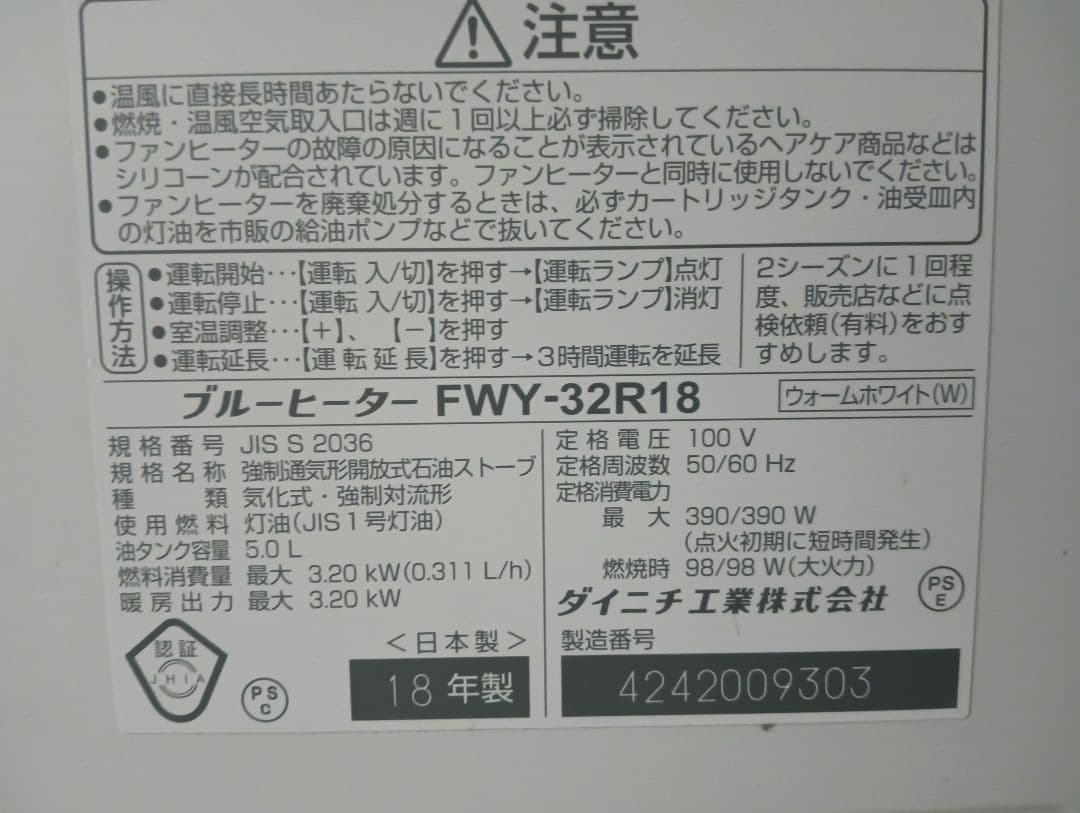 注意
●温風に直接長時間あたらないでください。
●燃焼・温風空気取入口は週に1回以上必ず掃除してください。
●ファンヒーターの故障の原因になることが表示されているヘアケア商品などは
シリコーンが配合されています。ファンヒーターと同時に使用しないでください。
●ファンヒーターを廃棄処分するときは、必ずカートリッジタンク・油受皿内
の灯油を市販の給油ポンプなどで抜いてください。
操作方法
●運転開始…【運転 入/切】を押す→【運転ランプ】点灯
●運転停止…【運転 入/切】を押す→【運転ランプ】消灯
●室温調整…【+】、【-】を押す
●運転延長…【運転延長】を押す→3時間運転を延長
2シーズンに1回程
度、販売店などに点
検依頼(有料)をおす
すめします。
ブルーヒーター FWY-32R18
ウォームホワイト(W)
規格番号 JIS S 2036
規格名称 強制通気形開放式石油ストーブ
種類 気化式・強制対流形
使用燃料 灯油(JIS1号灯油)
油タンク容量 5.0 L
燃料消費量 最大 3.20 kW(0.311 L/h)
暖房出力 最大 3.20 kW
認証
JHIA
PS
C
<日本製>
18年製
定格電圧 100 V
定格周波数 50/60 Hz
定格消費電力
最大 390/390 W
(点火初期に短時間発生)
燃焼時 98/98 W(大火力)
ダイニチ工業株式会社
PS
E
製造番号
4242009303